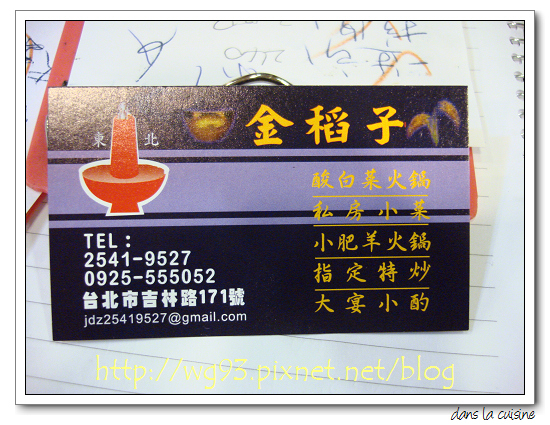 金稻子
東 北
酸白菜火鍋
私房小菜
小肥羊火鍋
指定特炒
大宴小酌
TEL：
2541-9527
0925-555052
台北市吉林路171號
jdz25419527@gmail.com
http://wg93.pixnet.net/blog
dans la cuisine